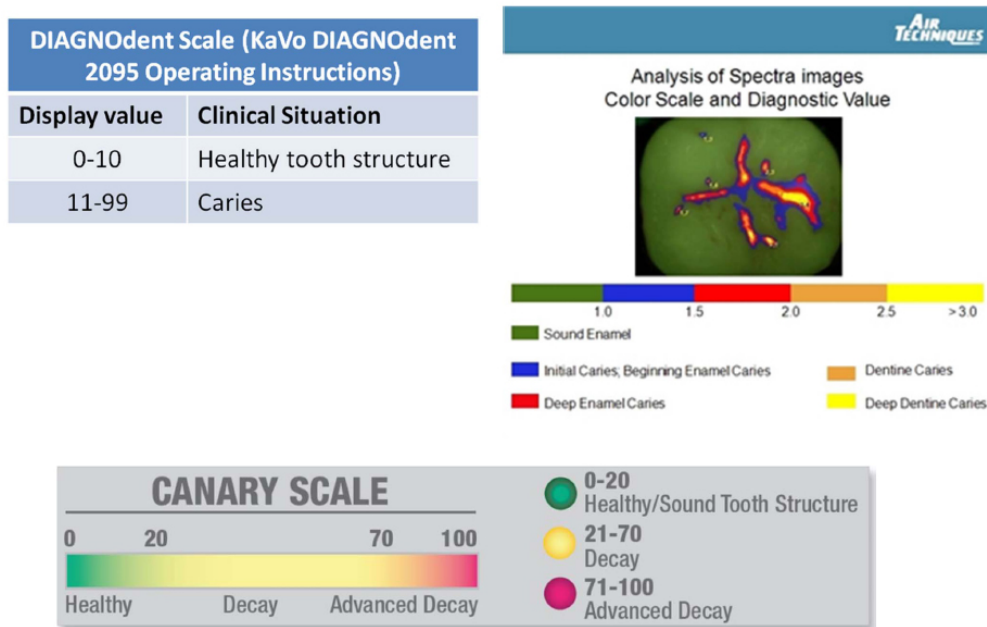 DIAGNOdent Scale (KaVo DIAGNOdent
2095 Operating Instructions)
Display value Clinical Situation
0-10 Healthy tooth structure
11-99 Caries
AIR
TECHNIQUES
Analysis of Spectra images
Color Scale and Diagnostic Value
1.0 1.5 2.0 2.5 >3.0
Sound Enamel
Initial Caries; Beginning Enamel Caries
Dentine Caries
Deep Enamel Caries
Deep Dentine Caries
CANARY SCALE
0 20 70 100
Healthy Decay Advanced Decay
0-20
Healthy/Sound Tooth Structure
21-70
Decay
71-100
Advanced Decay